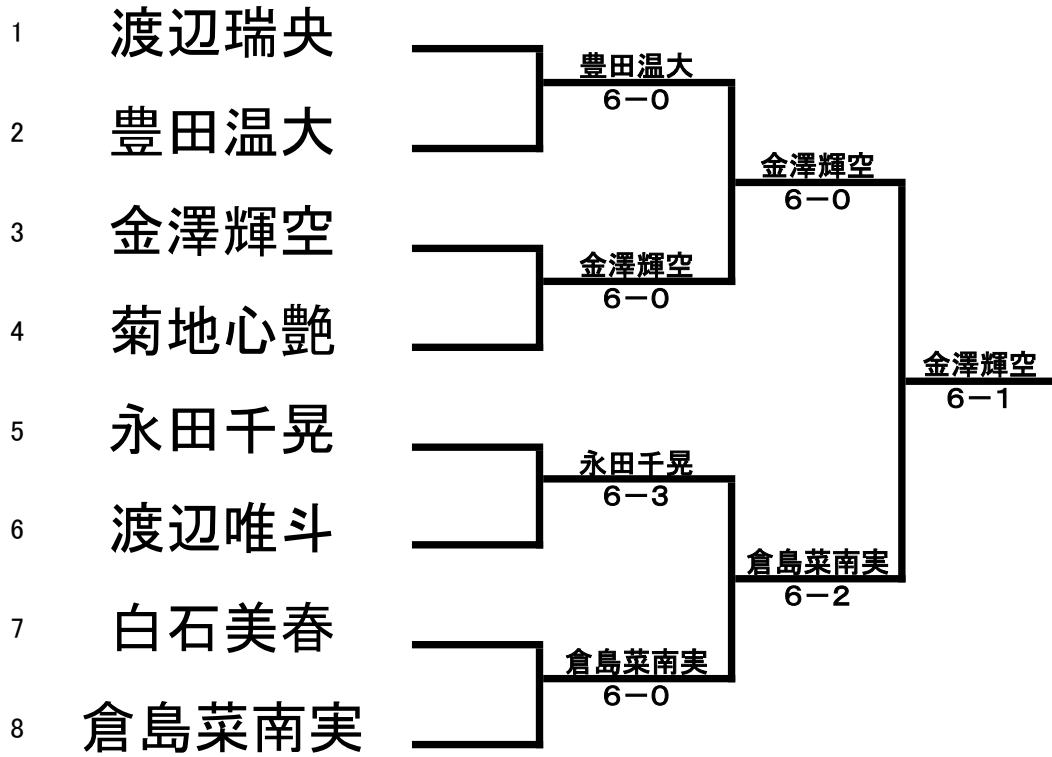 1 渡辺瑞央
豊田温大
6－0
2 豊田温大
金澤輝空
6－0
3 金澤輝空
金澤輝空
6－0
4 菊地心艶
金澤輝空
6－1
5 永田千晃
永田千晃
6－3
6 渡辺唯斗
倉島菜南実
6－2
7 白石美春
倉島菜南実
6－0
8 倉島菜南実